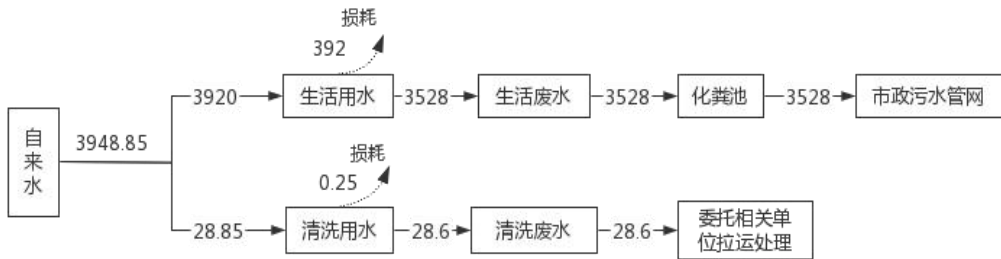 损耗
392
3920
生活用水
3528
生活废水
3528
化粪池
3528
市政污水管网
自来水
3948.85
损耗
0.25
28.85
清洗用水
28.6
清洗废水
28.6
委托相关单
位拉运处理